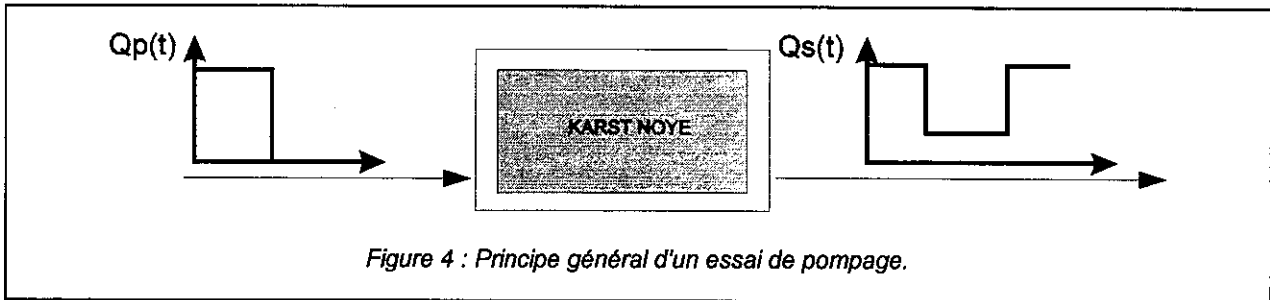 Qp(t)
Qs(t)
KARST NOYE
Figure 4 : Principe général d'un essai de pompage.